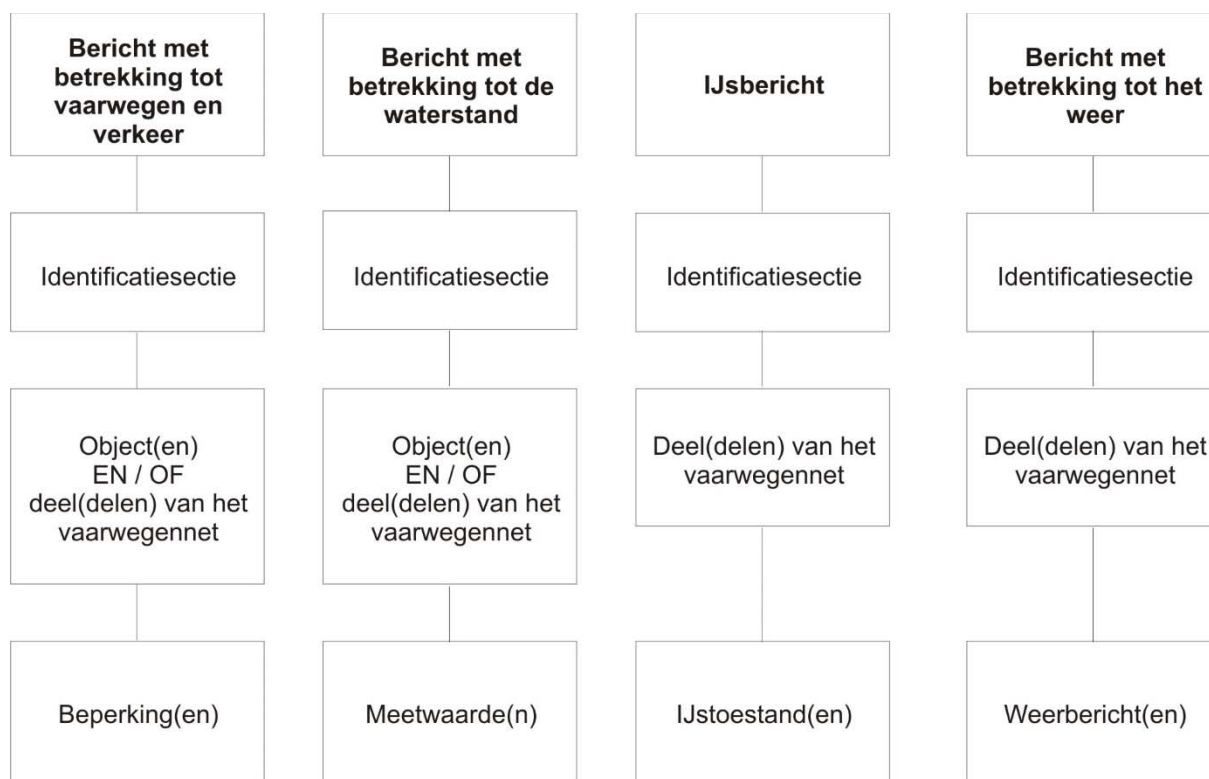 Bericht met
betrekking tot
vaarwegen en
verkeer
Bericht met
betrekking tot de
waterstand
IJsbericht
Bericht met
betrekking tot het
weer
Identificatiesectie
Identificatiesectie
Identificatiesectie
Identificatiesectie
Object(en)
EN / OF
deel(delen) van het
vaarwegennet
Object(en)
EN / OF
deel(delen) van het
vaarwegennet
Deel(delen) van het
vaarwegennet
Deel(delen) van het
vaarwegennet
Beperking(en)
Meetwaarde(n)
IJstoestand(en)
Weerbericht(en)